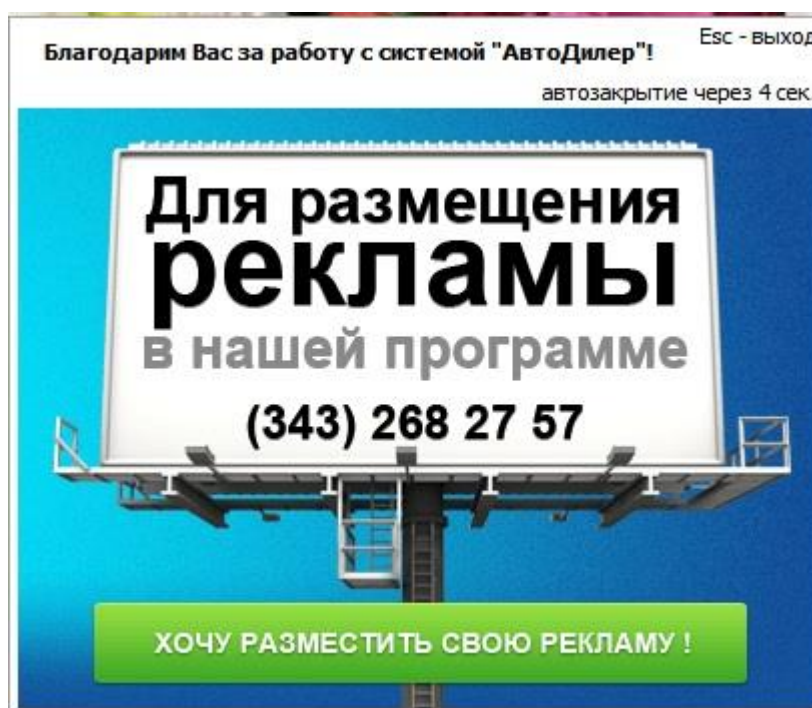 Благодарим Вас за работу с системой "АвтоДилер"!
Esc - выход
автозакрытие через 4 сек.
Для размещения
рекламы
в нашей программе
(343) 268 27 57
ХОЧУ РАЗМЕСТИТЬ СВОЮ РЕКЛАМУ !